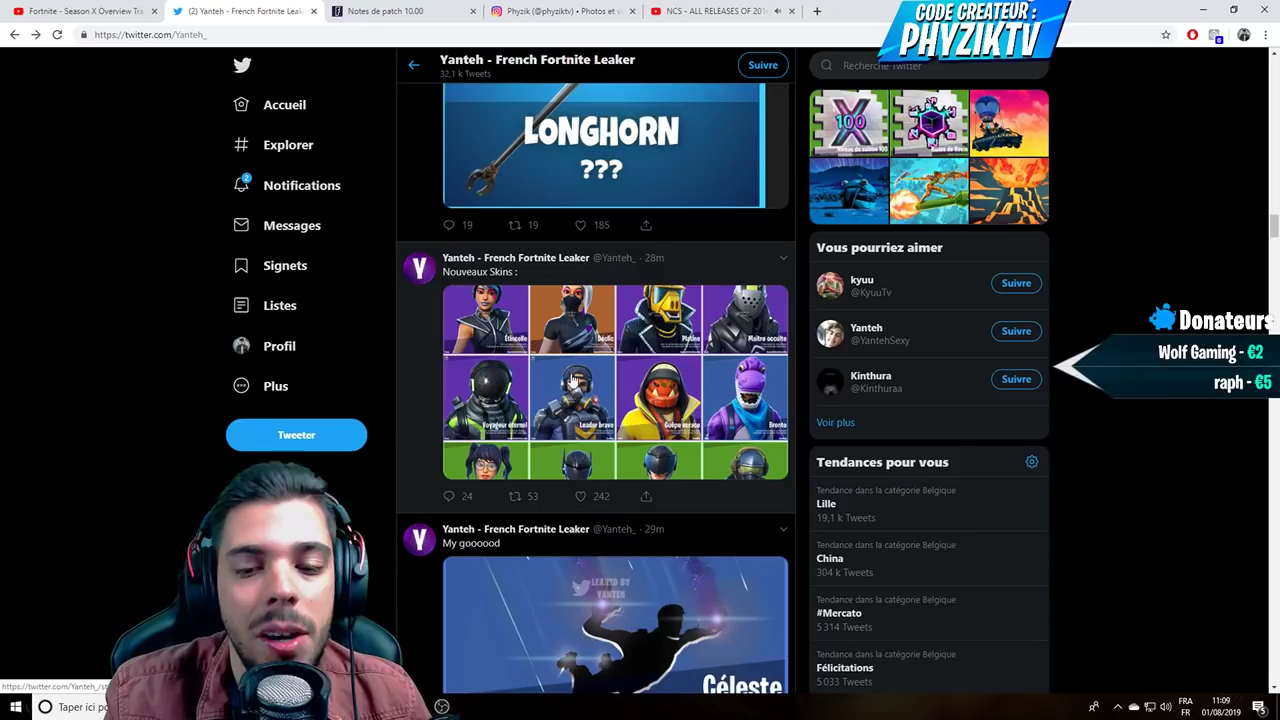 Fortnite - Season X Overview Tra
(2) Yanteh - French Fortnite Leak
Notes de patch 10.00
Phyzik (@phyziktv) • Photos et v
NCS - ALL RELEASES OF 201
https://twitter.com/Yanteh_
CODE CREATEUR :
PHYZIKTV
Accueil
Explorer
2
Notifications
Messages
Signets
Listes
Profil
Plus
Tweeter
Yanteh - French Fortnite Leaker
32,1 k Tweets
Suivre
LONGHORN
???
19 19 185
Yanteh - French Fortnite Leaker @Yanteh_ · 28m
Nouveaux Skins :
Étincelle
Déclic
Platine
Maître occulte
Voyageur éternel
Leader bravo
Guêpe vorace
Bronto
24 53 242
Yanteh - French Fortnite Leaker @Yanteh_ · 29m
My goooood
LEAKED BY
YANTEH
Céleste
Recherche Twitter
X
100
Vous pourriez aimer
kyuu
@KyuuTv
Suivre
Yanteh
@YantehSexy
Suivre
Kinthura
@Kinthuraa
Suivre
Voir plus
Tendances pour vous
Tendance dans la catégorie Belgique
Lille
19,1 k Tweets
Tendance dans la catégorie Belgique
China
304 k Tweets
Tendance dans la catégorie Belgique
#Mercato
5 314 Tweets
Tendance dans la catégorie Belgique
Félicitations
5 033 Tweets
Donateurs
Wolf Gaming - €2
raph - €5
https://twitter.com/Yanteh_/st
Taper ici po
FRA
FR
11:09
01/08/2019